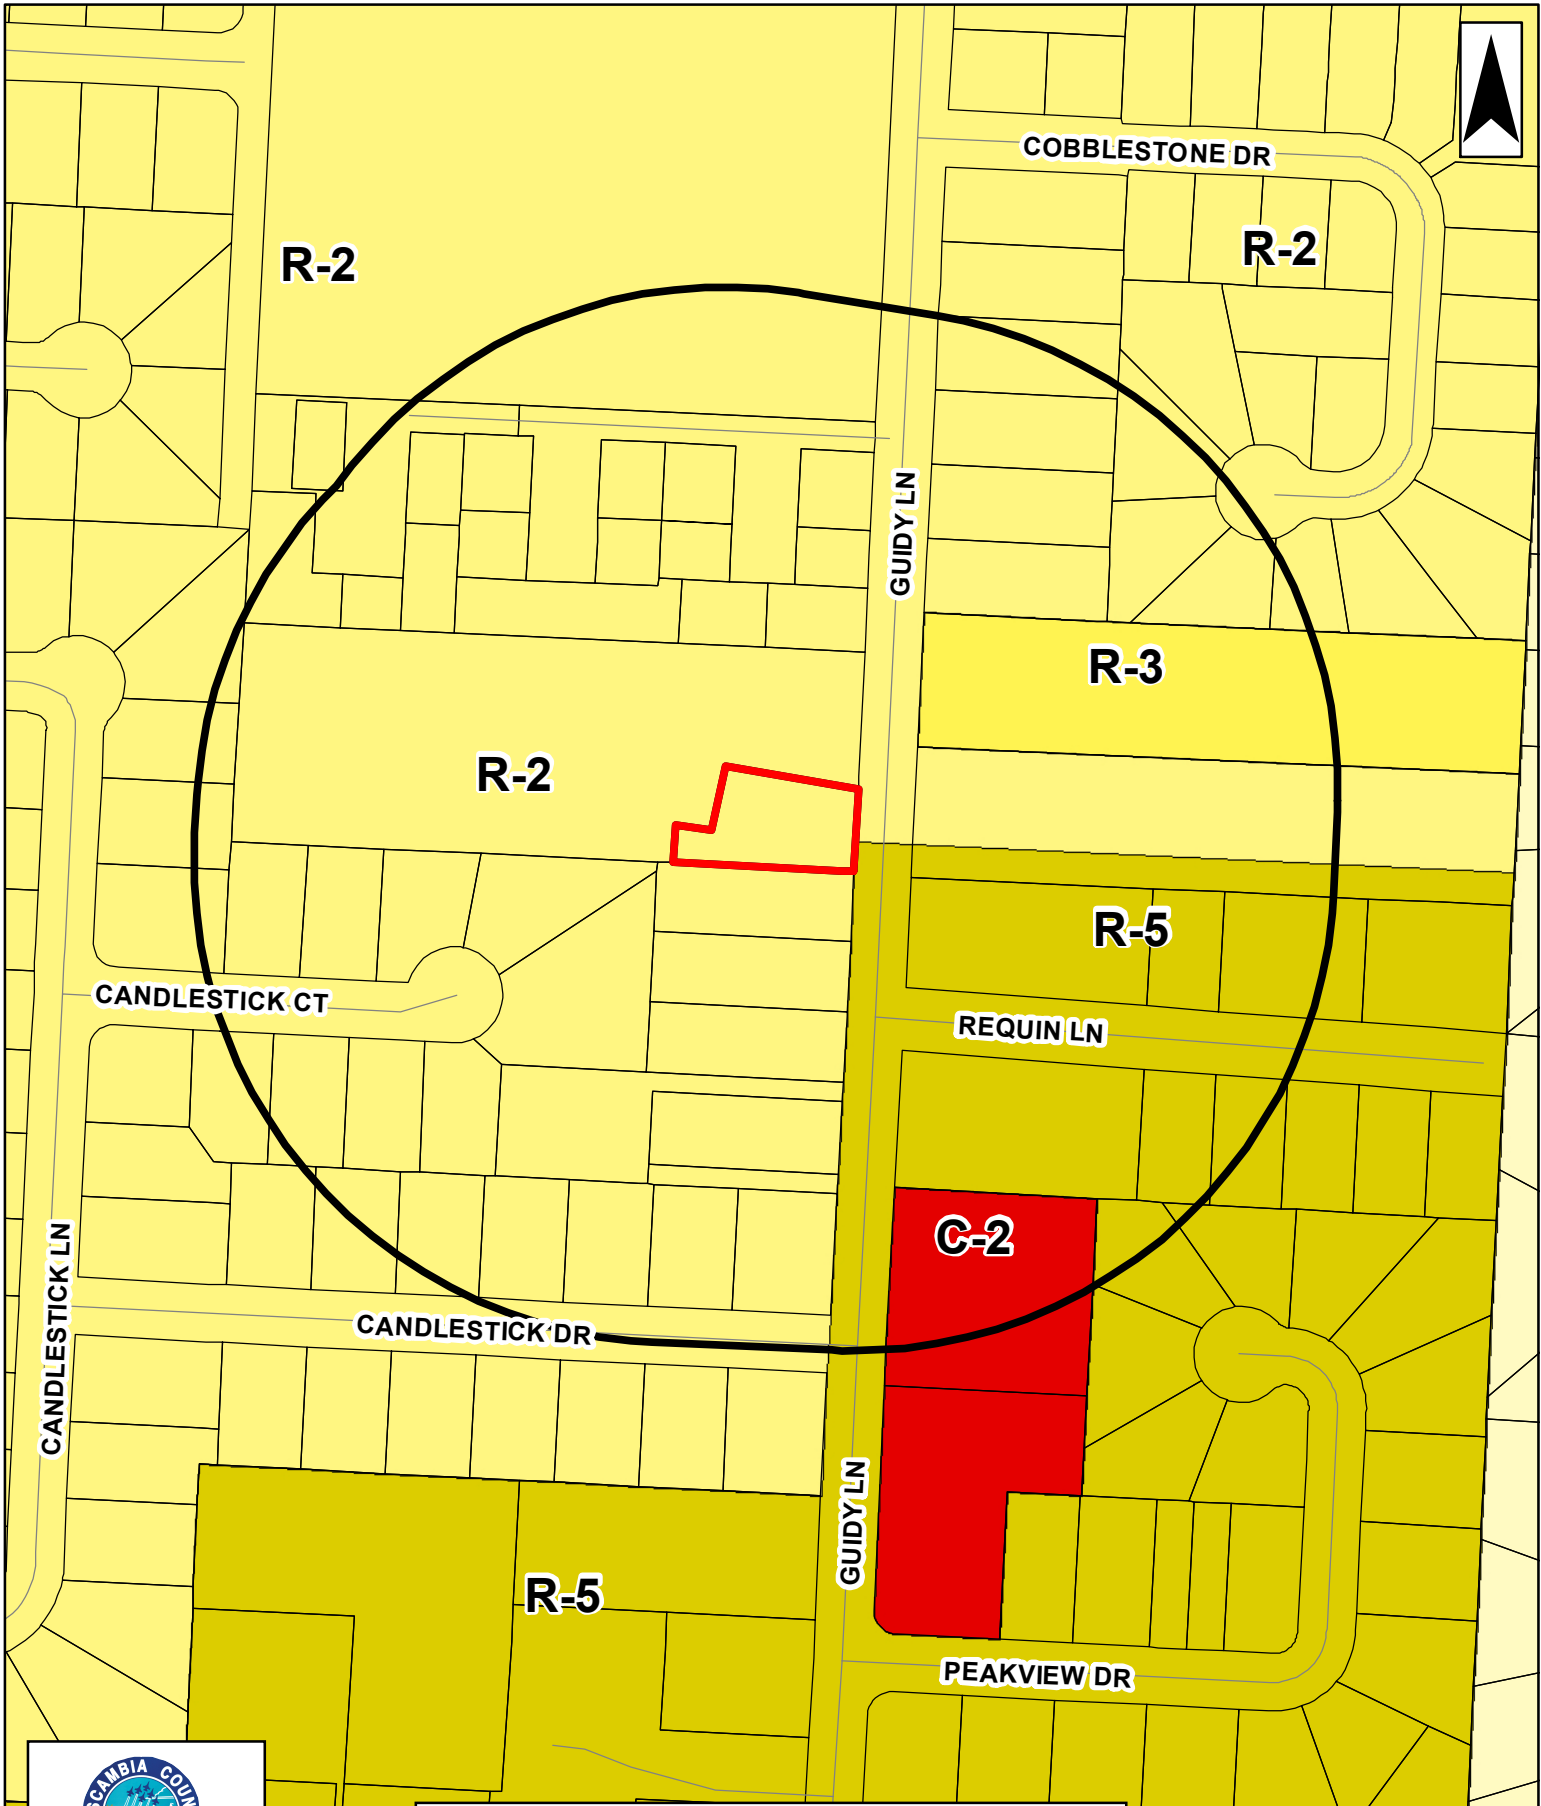 COBBLESTONE DR
R-2
R-2
GUIDY LN
R-3
R-2
R-5
CANDLESTICK CT
REQUIN LN
C-2
CANDLESTICK LN
CANDLESTICK DR
GUIDY LN
R-5
PEAKVIEW DR